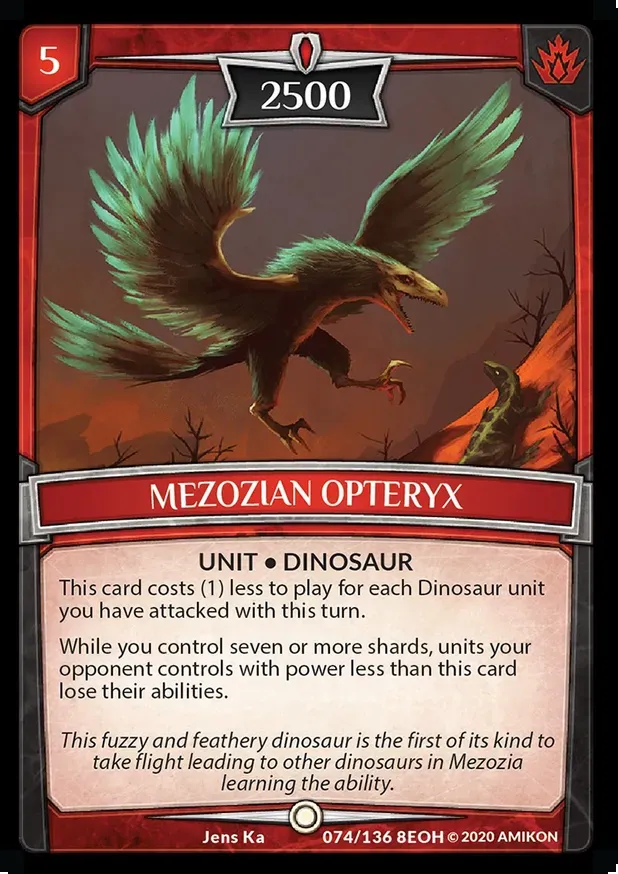 5
2500
MEZOZIAN OPTERYX
UNIT • DINOSAUR
This card costs (1) less to play for each Dinosaur unit
you have attacked with this turn.
While you control seven or more shards, units your
opponent controls with power less than this card
lose their abilities.
This fuzzy and feathery dinosaur is the first of its kind to
take flight leading to other dinosaurs in Mezozia
learning the ability.
Jens Ka 074/136 8EOH © 2020 AMIKON